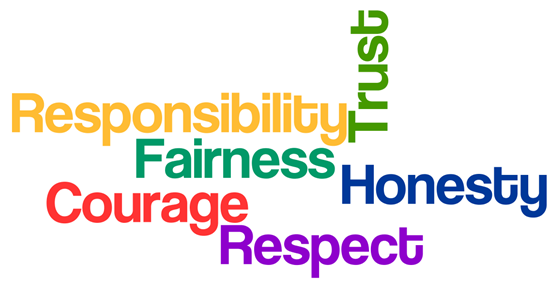 Trust
Responsibility
Fairness
Honesty
Courage
Respect